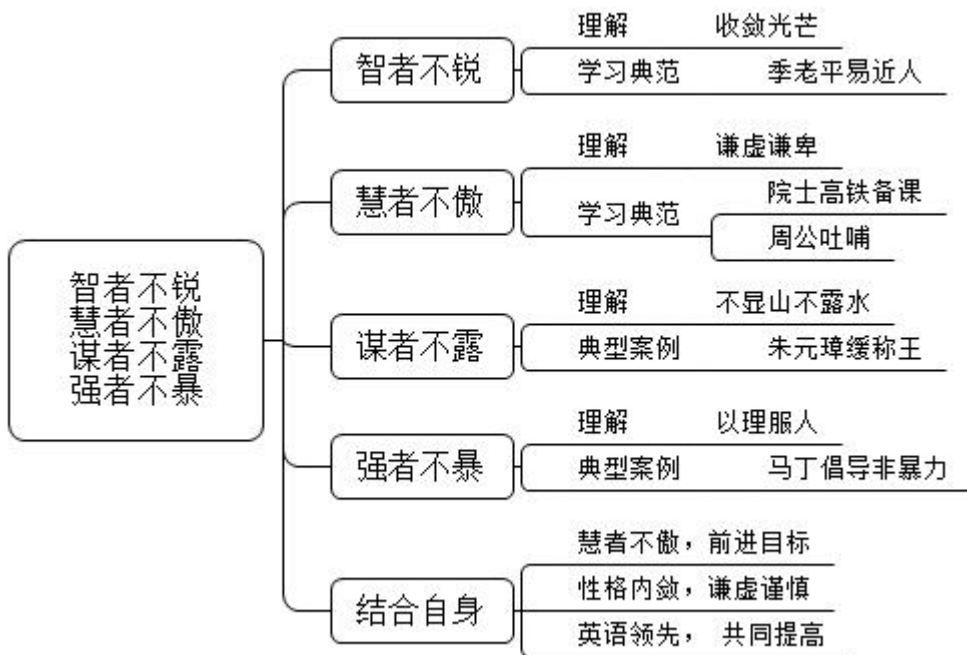 智者不锐
慧者不傲
谋者不露
强者不暴
智者不锐
理解 收敛光芒
学习典范 季老平易近人
慧者不傲
理解 谦虚谦卑
学习典范
院士高铁备课
周公吐哺
谋者不露
理解 不显山不露水
典型案例 朱元璋缓称王
强者不暴
理解 以理服人
典型案例 马丁倡导非暴力
结合自身
慧者不傲，前进目标
性格内敛，谦虚谨慎
英语领先， 共同提高